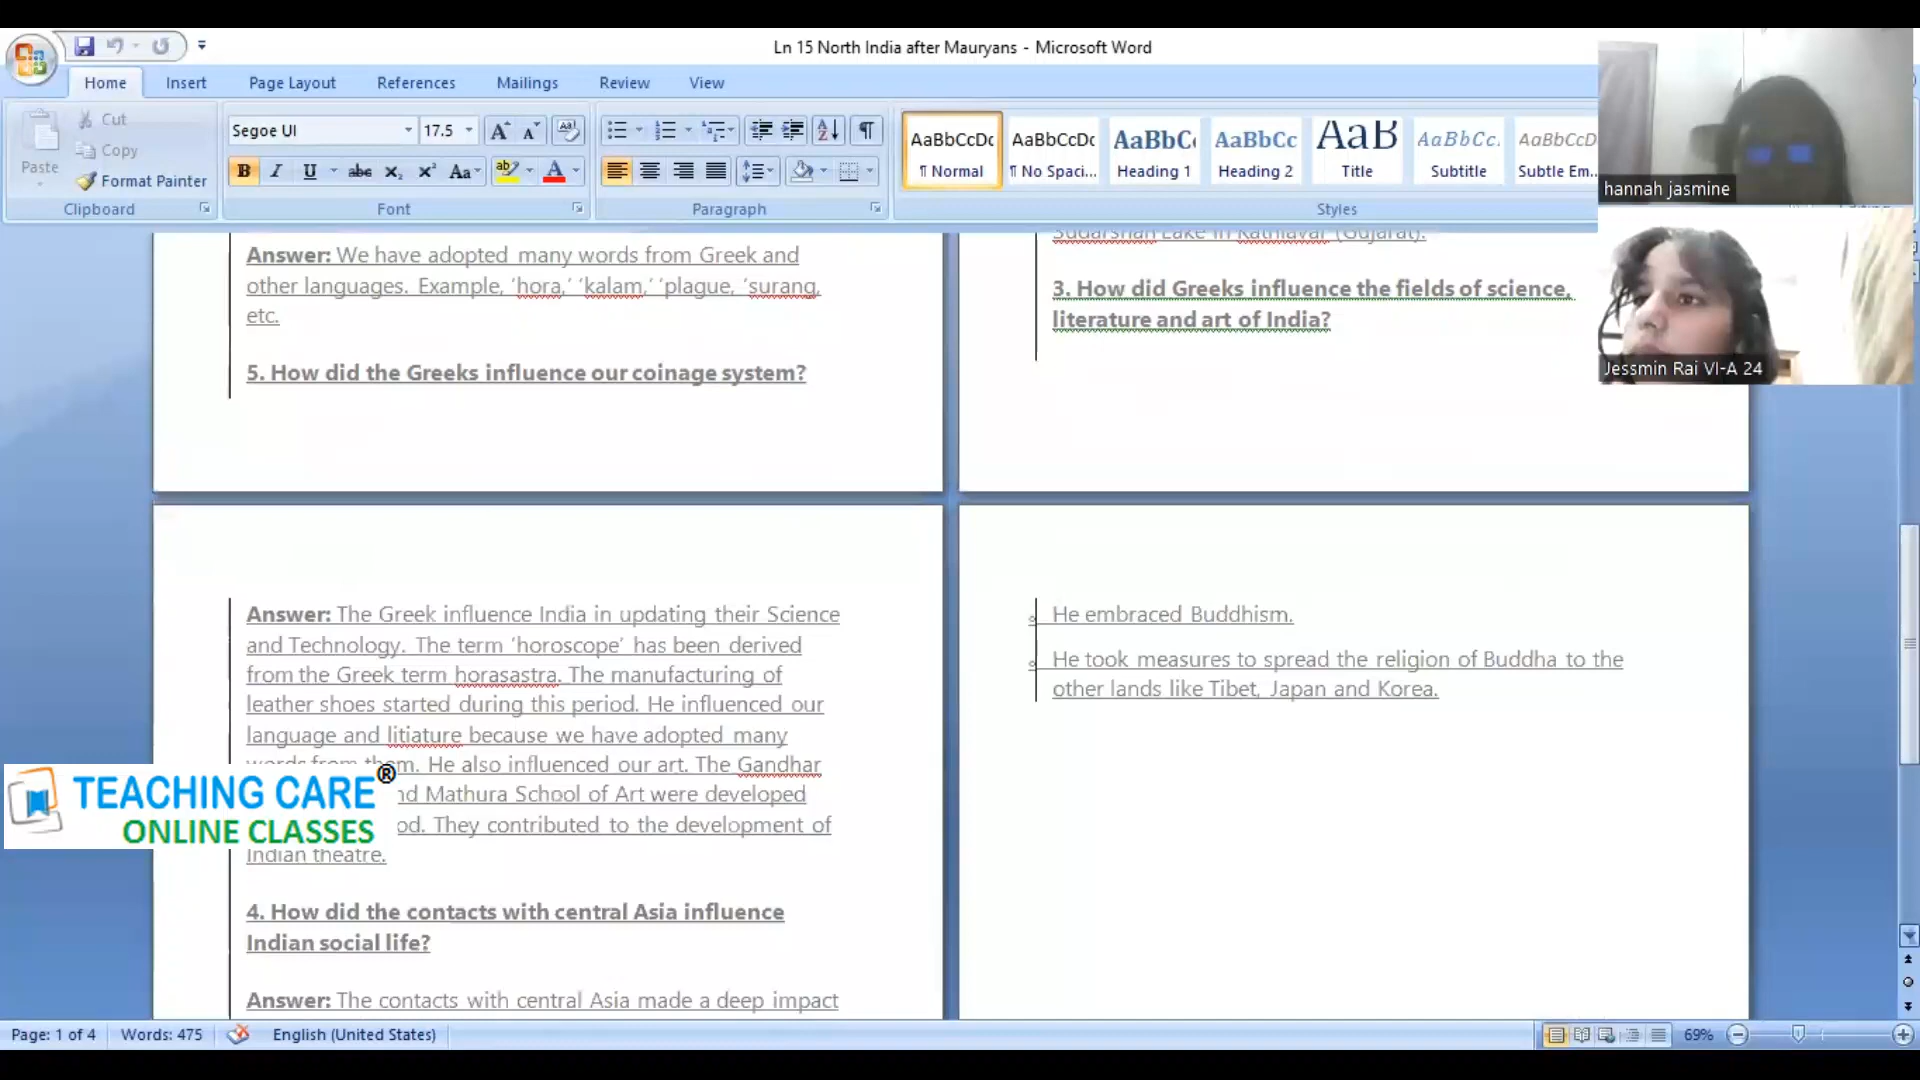 Ln 15 North India after Mauryans - Microsoft Word
Home Insert Page Layout References Mailings Review View
Paste
Cut
Copy
Format Painter
Clipboard
Segoe UI 17.5
Font
Paragraph
AaBbCcDc AaBbCcDc AaBbC AaBbCc AaB AaBbCc. AaBbCcD
¶ Normal ¶ No Spaci... Heading 1 Heading 2 Title Subtitle Subtle Em...
Styles
hannah jasmine
Jessmin Rai VI-A 24
Answer: We have adopted many words from Greek and
other languages. Example, ‘hora,’ ‘kalam,’ ‘plague, ‘surang,
etc.
5. How did the Greeks influence our coinage system?
Sudarshan Lake in Kathiavar (Gujarat).
3. How did Greeks influence the fields of science,
literature and art of India?
Answer: The Greek influence India in updating their Science
and Technology. The term ‘horoscope’ has been derived
from the Greek term horasastra. The manufacturing of
leather shoes started during this period. He influenced our
language and litiature because we have adopted many
words from them. He also influenced our art. The Gandhar
nd Mathura School of Art were developed
od. They contributed to the development of
Indian theatre.
4. How did the contacts with central Asia influence
Indian social life?
Answer: The contacts with central Asia made a deep impact
He embraced Buddhism.
He took measures to spread the religion of Buddha to the
other lands like Tibet, Japan and Korea.
TEACHING CARE®
ONLINE CLASSES
Page: 1 of 4 Words: 475 English (United States) 69%